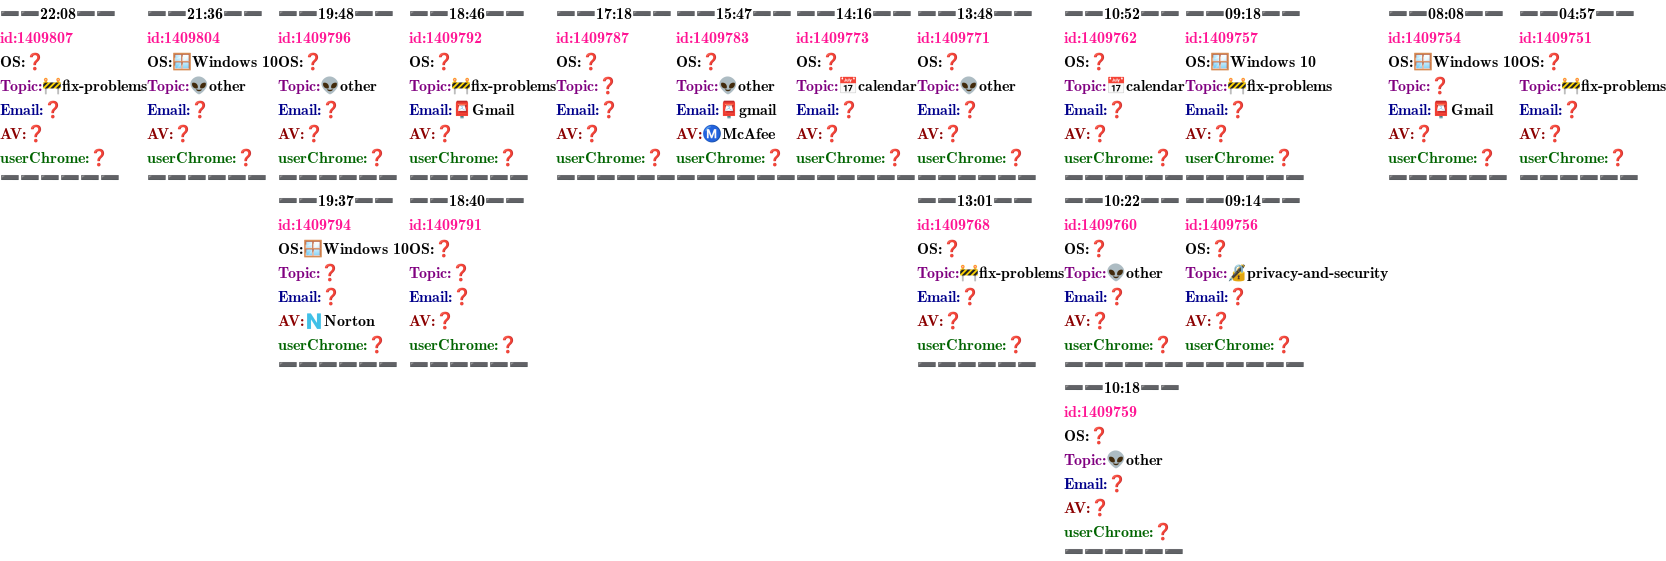 ➖➖22:08➖➖
id:1409807
OS:❓
Topic:🚧fix-problems
Email:❓
AV:❓
userChrome:❓
➖➖➖➖➖➖
➖➖21:36➖➖
id:1409804
OS:🪟Windows 10
Topic:👽other
Email:❓
AV:❓
userChrome:❓
➖➖➖➖➖➖
➖➖19:48➖➖
id:1409796
OS:❓
Topic:👽other
Email:❓
AV:❓
userChrome:❓
➖➖➖➖➖➖
➖➖19:37➖➖
id:1409794
OS:🪟Windows 10
Topic:❓
Email:❓
AV:🇳Norton
userChrome:❓
➖➖➖➖➖➖
➖➖18:46➖➖
id:1409792
OS:❓
Topic:🚧fix-problems
Email:📮Gmail
AV:❓
userChrome:❓
➖➖➖➖➖➖
➖➖18:40➖➖
id:1409791
OS:❓
Topic:❓
Email:❓
AV:❓
userChrome:❓
➖➖➖➖➖➖
➖➖17:18➖➖
id:1409787
OS:❓
Topic:❓
Email:❓
AV:❓
userChrome:❓
➖➖➖➖➖➖
➖➖15:47➖➖
id:1409783
OS:❓
Topic:👽other
Email:📮gmail
AV:Ⓜ️McAfee
userChrome:❓
➖➖➖➖➖➖
➖➖14:16➖➖
id:1409773
OS:❓
Topic:📅calendar
Email:❓
AV:❓
userChrome:❓
➖➖➖➖➖➖
➖➖13:48➖➖
id:1409771
OS:❓
Topic:👽other
Email:❓
AV:❓
userChrome:❓
➖➖➖➖➖➖
➖➖13:01➖➖
id:1409768
OS:❓
Topic:🚧fix-problems
Email:❓
AV:❓
userChrome:❓
➖➖➖➖➖➖
➖➖10:52➖➖
id:1409762
OS:❓
Topic:📅calendar
Email:❓
AV:❓
userChrome:❓
➖➖➖➖➖➖
➖➖10:22➖➖
id:1409760
OS:❓
Topic:👽other
Email:❓
AV:❓
userChrome:❓
➖➖➖➖➖➖
➖➖10:18➖➖
id:1409759
OS:❓
Topic:👽other
Email:❓
AV:❓
userChrome:❓
➖➖➖➖➖➖
➖➖09:18➖➖
id:1409757
OS:🪟Windows 10
Topic:🚧fix-problems
Email:❓
AV:❓
userChrome:❓
➖➖➖➖➖➖
➖➖09:14➖➖
id:1409756
OS:❓
Topic:🔏privacy-and-security
Email:❓
AV:❓
userChrome:❓
➖➖➖➖➖➖
➖➖08:08➖➖
id:1409754
OS:🪟Windows 10
Topic:❓
Email:📮Gmail
AV:❓
userChrome:❓
➖➖➖➖➖➖
➖➖04:57➖➖
id:1409751
OS:❓
Topic:🚧fix-problems
Email:❓
AV:❓
userChrome:❓
➖➖➖➖➖➖